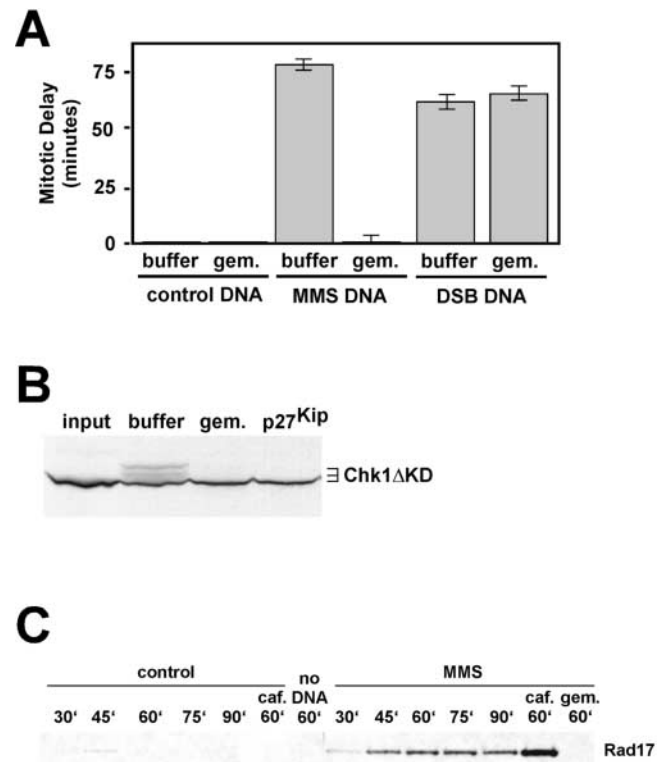 A
Mitotic Delay
(minutes)
75
50
25
0
buffer gem. buffer gem. buffer gem.
control DNA MMS DNA DSB DNA
B
input buffer gem. p27Kip
Chk1ΔKD
C
control no MMS
caf. DNA caf. gem.
30‘ 45‘ 60‘ 75‘ 90‘ 60‘ 60‘ 30‘ 45‘ 60‘ 75‘ 90‘ 60‘ 60‘
Rad17